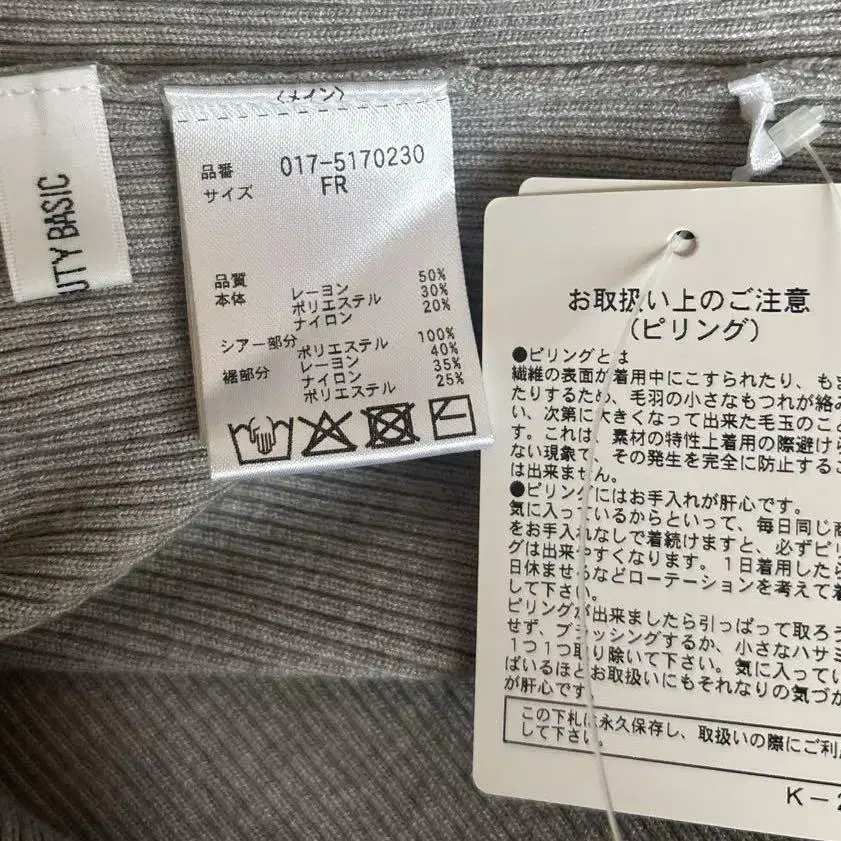 UTY BASIC
〈メイン〉
品番 017-5170230
サイズ FR
品質
本体 レーヨン 50%
ポリエステル 30%
ナイロン 20%
シアー部分 ポリエステル 100%
裾部分 レーヨン 40%
ナイロン 35%
ポリエステル 25%
お取扱い上のご注意
（ピリング）
●ピリングとは
繊維の表面が着用中にこすられたり、もま
たりするため、毛羽の小さなもつれが絡み
い、次第に大きくなって出来た毛玉のこと
す。これは、素材の特性上着用の際避けら
ない現象で、その発生を完全に防止するこ
は出来ません。
●ピリングにはお手入れが肝心です。
気に入っているからといって、毎日同じ商
をお手入れなしで着続けますと、必ずピリ
グは出来やすくなります。1日着用したら
日休ませるなどローテーションを考えて着
して下さい。
ピリングが出来ましたら引っぱって取ろう
せず、ブラッシングするか、小さなハサミ
1つ1つ取り除いて下さい。気に入ってい
ばいるほどお取扱いにもそれなりの気づか
が肝心です
この下札は永久保存し、取扱いの際にご利
して下さい。
K-2